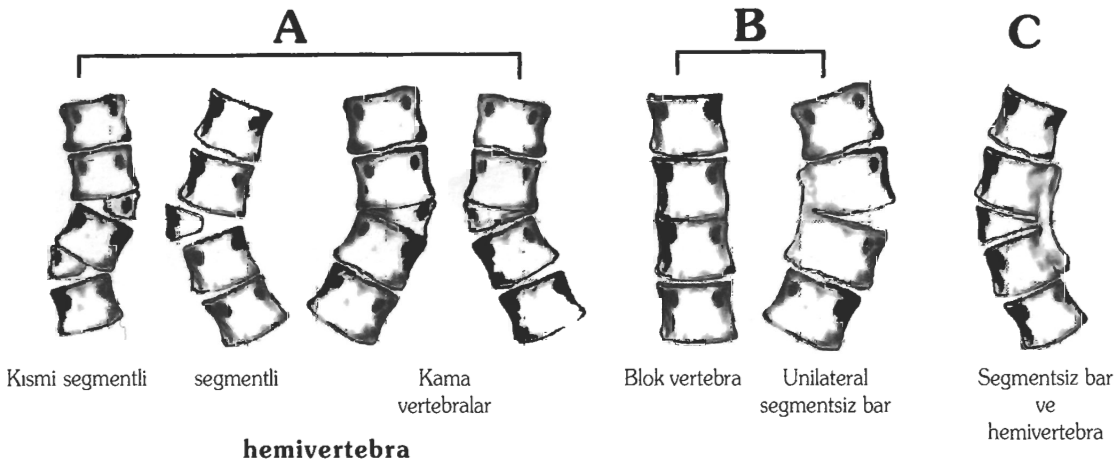 A
B
C
Kısmi segmentli
segmentli
Kama
vertebralar
hemivertebra
Blok vertebra
Unilateral
segmentsiz bar
Segmentsiz bar
ve
hemivertebra